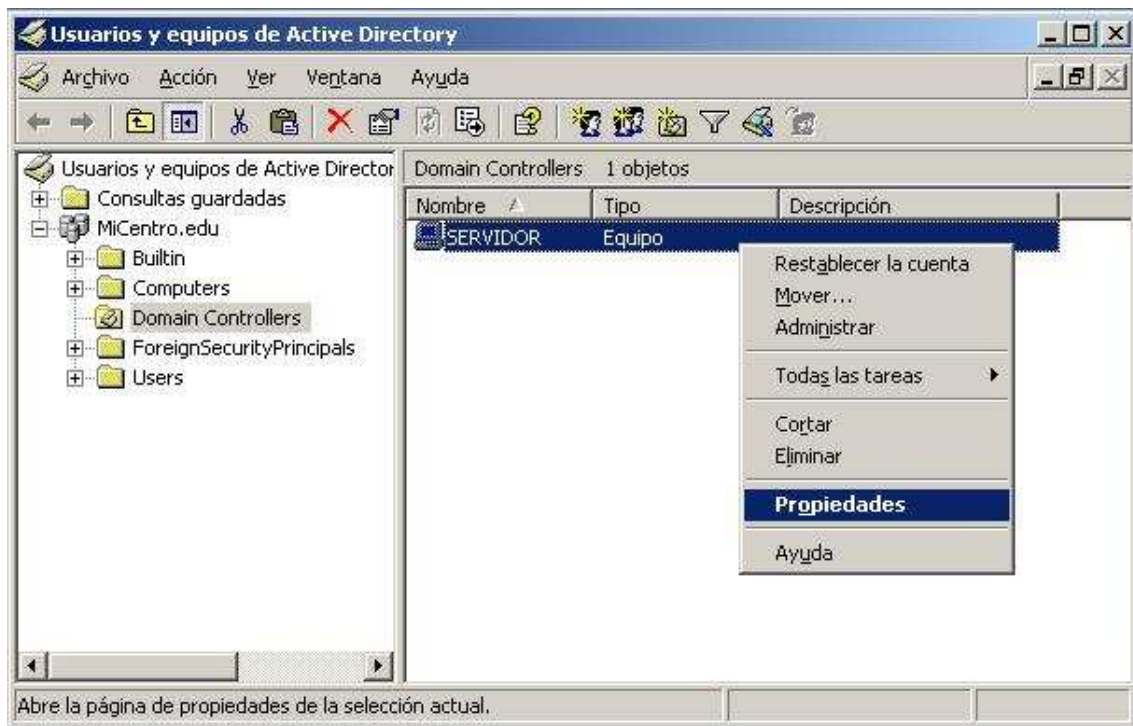 Usuarios y equipos de Active Directory
Archivo Acción Ver Ventana Ayuda
Usuarios y equipos de Active Director
Consultas guardadas
MiCentro.edu
Builtin
Computers
Domain Controllers
ForeignSecurityPrincipals
Users
Domain Controllers 1 objetos
Nombre Tipo Descripción
SERVIDOR Equipo
Restablecer la cuenta
Mover...
Administrar
Todas las tareas
Cortar
Eliminar
Propiedades
Ayuda
Abre la página de propiedades de la selección actual.